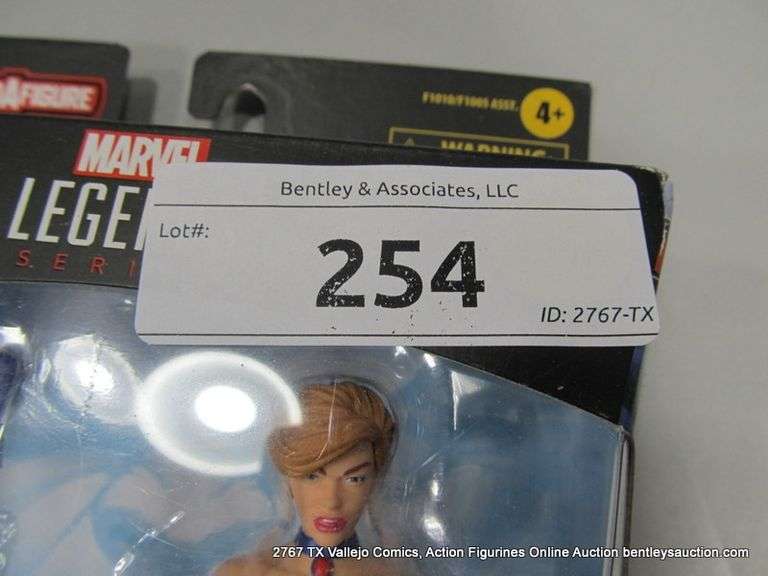 AFIGURE
F1010/F1005 ASST.
4+
WARNING
MARVEL
LEGE
SERI
Bentley & Associates, LLC
Lot#:
254
ID: 2767-TX
2767 TX Vallejo Comics, Action Figurines Online Auction bentleysauction.com